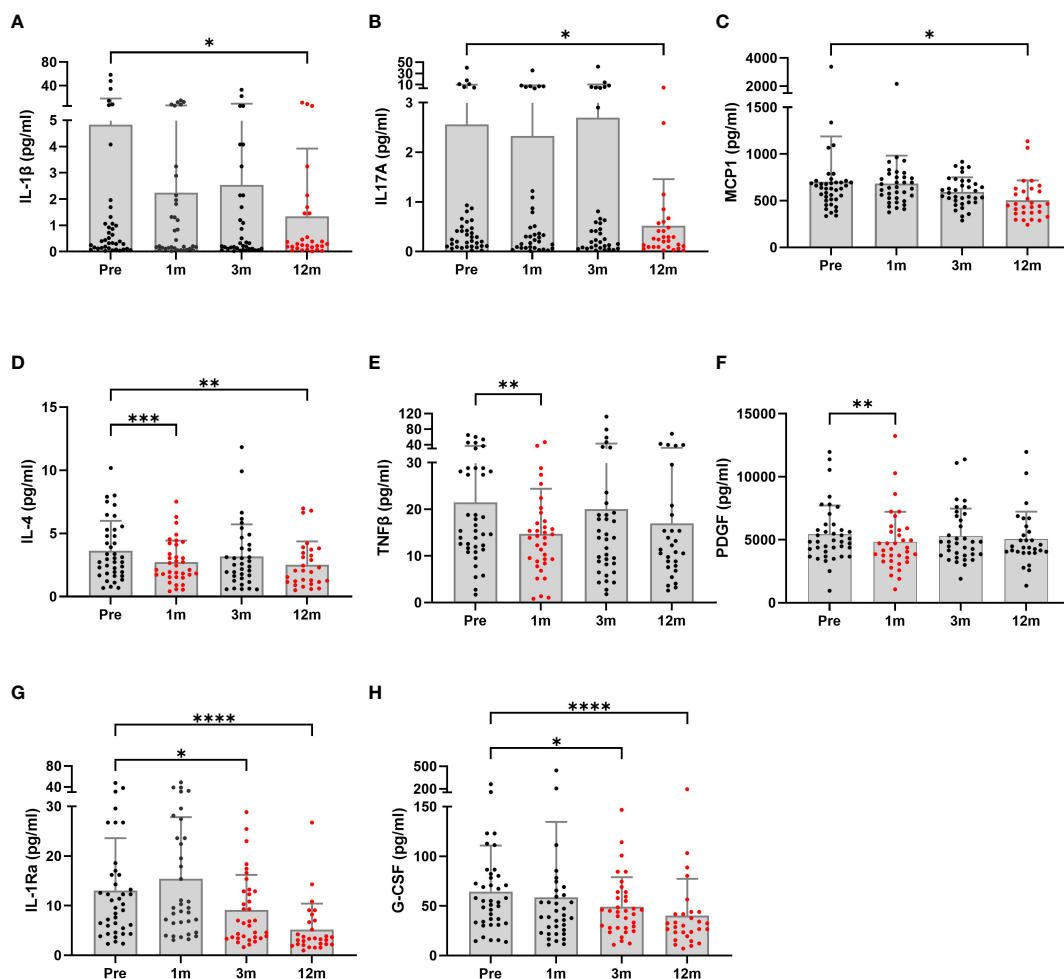 A
*
IL-1β (pg/ml)
80
40
5
4
3
2
1
0
Pre 1m 3m 12m
B
*
IL17A (pg/ml)
50
30
10
3
2
1
0
Pre 1m 3m 12m
C
*
MCP1 (pg/ml)
4000
2000
1500
1000
500
0
Pre 1m 3m 12m
D
**
***
IL-4 (pg/ml)
15
10
5
0
Pre 1m 3m 12m
E
**
TNFβ (pg/ml)
120
80
40
30
20
10
0
Pre 1m 3m 12m
F
**
PDGF (pg/ml)
15000
10000
5000
0
Pre 1m 3m 12m
G
****
*
IL-1Ra (pg/ml)
80
40
30
20
10
0
Pre 1m 3m 12m
H
****
*
G-CSF (pg/ml)
500
200
150
100
50
0
Pre 1m 3m 12m